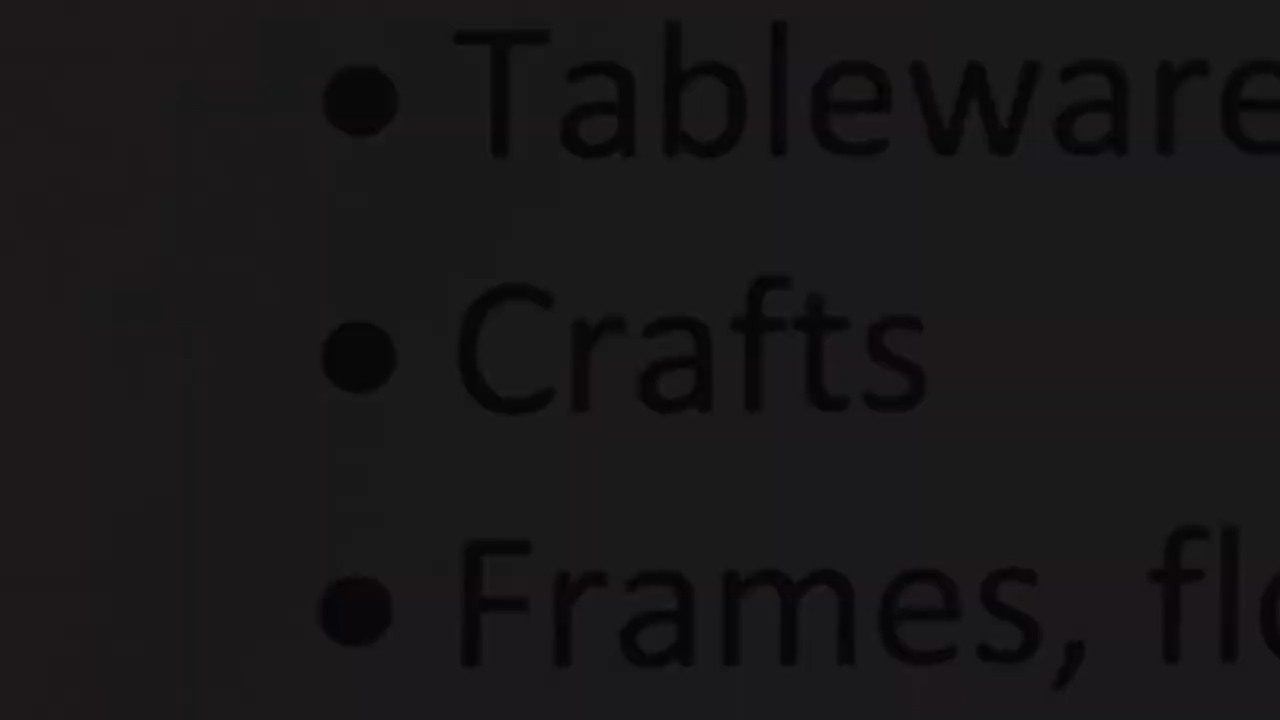 • Tableware
• Crafts
• Frames,